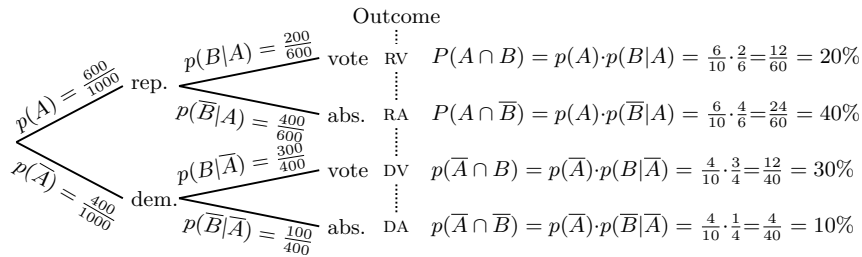 Outcome
p(B|A) = 200/600 vote RV P(A ∩ B) = p(A)·p(B|A) = 6/10 · 2/6 = 12/60 = 20%
p(A) = 600/1000 rep.
p(B̅|A) = 400/600 abs. RA P(A ∩ B̅) = p(A)·p(B̅|A) = 6/10 · 4/6 = 24/60 = 40%
p(B|A̅) = 300/400 vote DV p(A̅ ∩ B) = p(A̅)·p(B|A̅) = 4/10 · 3/4 = 12/40 = 30%
p(A̅) = 400/1000 dem.
p(B̅|A̅) = 100/400 abs. DA p(A̅ ∩ B̅) = p(A̅)·p(B̅|A̅) = 4/10 · 1/4 = 4/40 = 10%